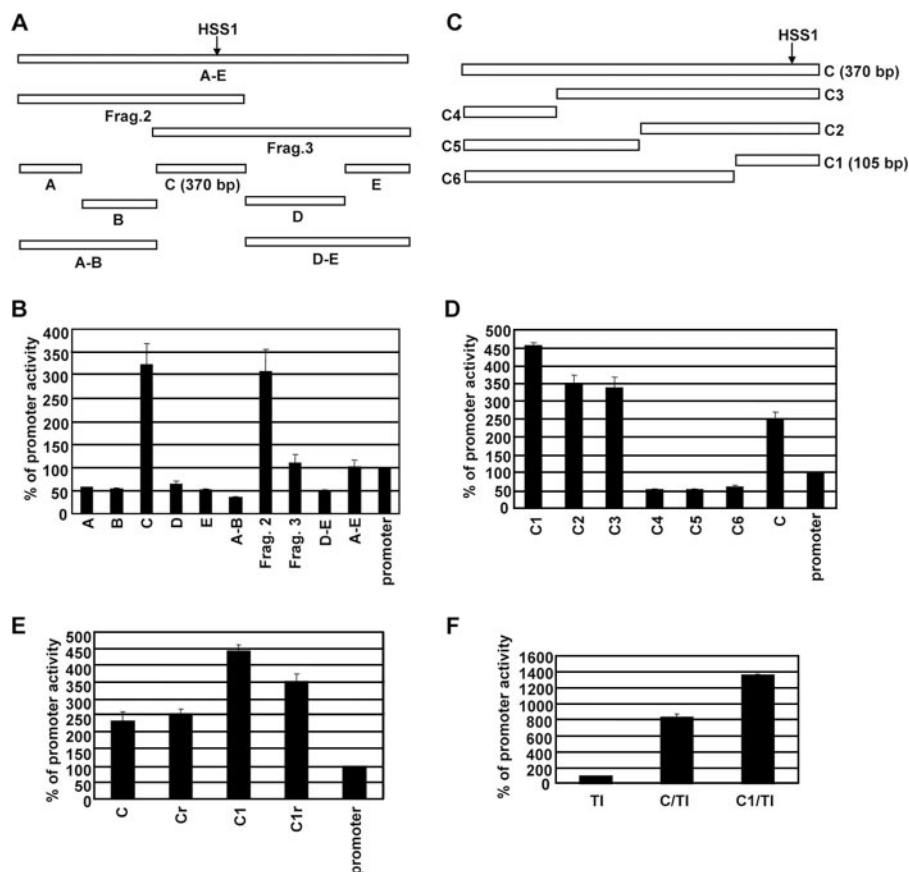 A
HSS1
A-E
Frag.2
Frag.3
A
C (370 bp)
E
B
D
A-B
D-E
C
HSS1
C (370 bp)
C3
C4
C2
C5
C1 (105 bp)
C6
B
% of promoter activity
400
350
300
250
200
150
100
50
0
A
B
C
D
E
A-B
Frag. 2
Frag. 3
D-E
A-E
promoter
D
% of promoter activity
500
450
400
350
300
250
200
150
100
50
0
C1
C2
C3
C4
C5
C6
C
promoter
E
% of promoter activity
500
450
400
350
300
250
200
150
100
50
0
C
Cr
C1
C1r
promoter
F
% of promoter activity
1600
1400
1200
1000
800
600
400
200
0
TI
C/TI
C1/TI